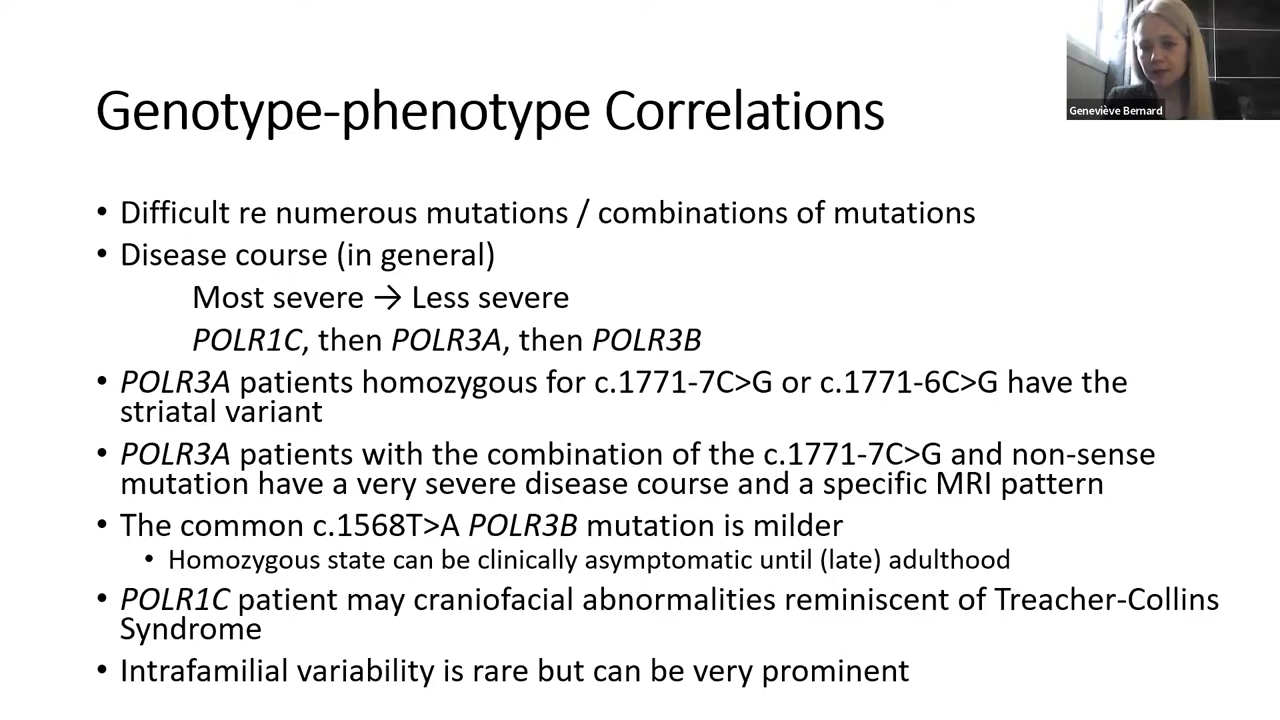 Geneviève Bernard
Genotype-phenotype Correlations
• Difficult re numerous mutations / combinations of mutations
• Disease course (in general)
Most severe → Less severe
POLR1C, then POLR3A, then POLR3B
• POLR3A patients homozygous for c.1771-7C>G or c.1771-6C>G have the
striatal variant
• POLR3A patients with the combination of the c.1771-7C>G and non-sense
mutation have a very severe disease course and a specific MRI pattern
• The common c.1568T>A POLR3B mutation is milder
• Homozygous state can be clinically asymptomatic until (late) adulthood
• POLR1C patient may craniofacial abnormalities reminiscent of Treacher-Collins
Syndrome
• Intrafamilial variability is rare but can be very prominent